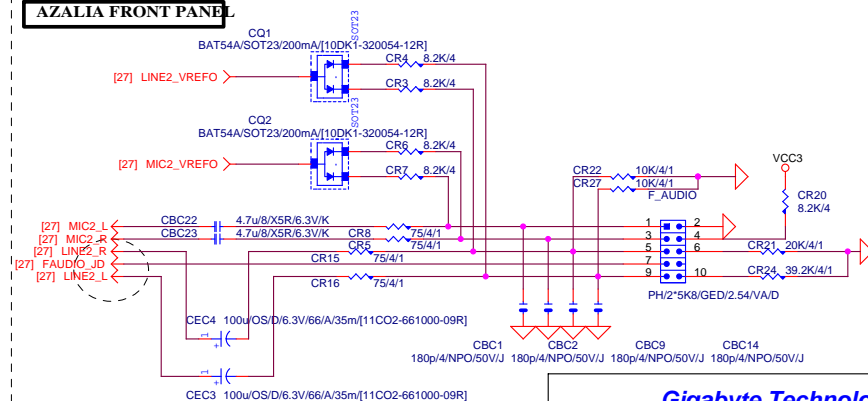 AZALIA FRONT PANEL
CQ1
BAT54A/SOT23/200mA/[10DK1-320054-12R]
SOT23
CR4 8.2K/4
[27] LINE2_VREFO
CR3 8.2K/4
CQ2
BAT54A/SOT23/200mA/[10DK1-320054-12R]
SOT23
CR6 8.2K/4
[27] MIC2_VREFO
CR7 8.2K/4
CR22 10K/4/1
CR27 10K/4/1
F_AUDIO
VCC3
CR20
8.2K/4
[27] MIC2_L
CBC22 4.7u/8/X5R/6.3V/K
[27] MIC2_R
CBC23 4.7u/8/X5R/6.3V/K
CR8 75/4/1
[27] LINE2_R
CR5 75/4/1
[27] FAUDIO_JD
CR15 75/4/1
[27] LINE2_L
CR16 75/4/1
1 2
3 4
5 6
7
9 10
CR21 20K/4/1
CR24 39.2K/4/1
PH/2*5K8/GED/2.54/VA/D
CEC4 100u/OS/D/6.3V/66/A/35m/[11CO2-661000-09R]
1
+
CBC1 CBC2 CBC9 CBC14
180p/4/NPO/50V/J 180p/4/NPO/50V/J 180p/4/NPO/50V/J 180p/4/NPO/50V/J
1
+
CEC3 100u/OS/D/6.3V/66/A/35m/[11CO2-661000-09R]
Gigabyte Technolo